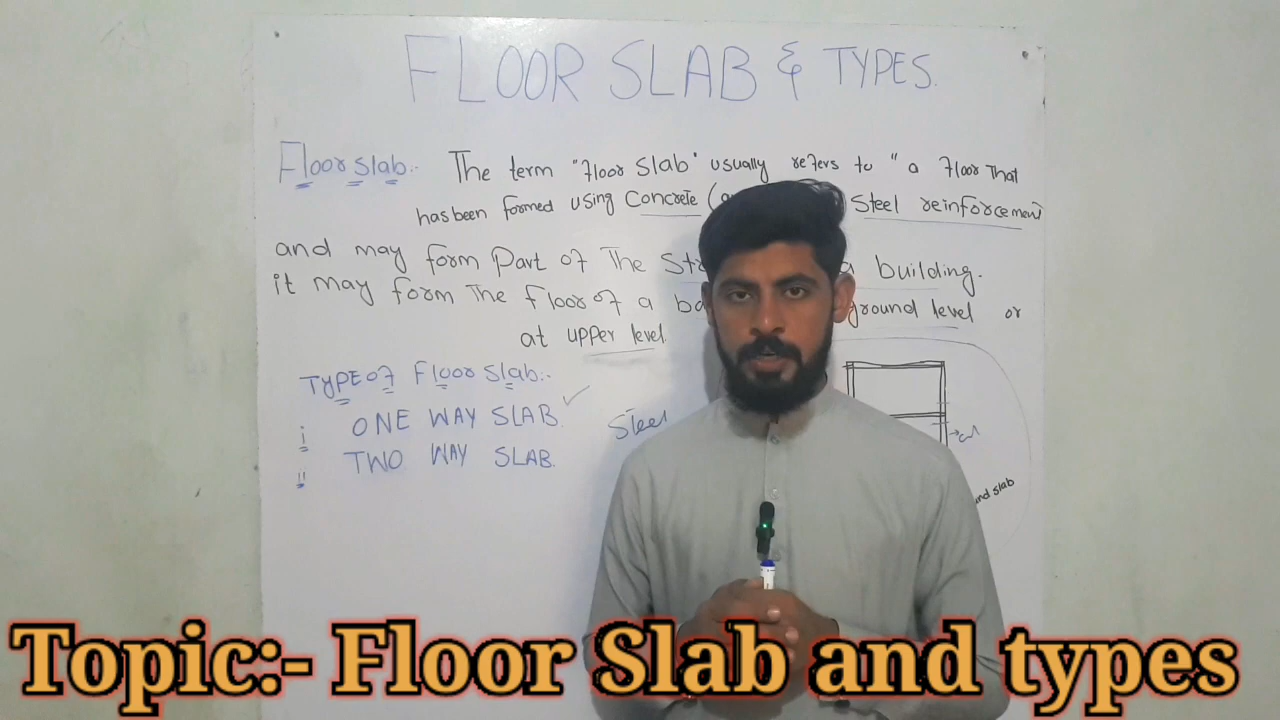 FLOOR SLAB & TYPES.
Floor slab:- The term "floor slab" usually refers to "a floor That
has been formed using Concrete ( Steel reinforcement
and may form Part of The a building.
it may form The floor of a ground level or
at upper level.
TYPE of Floor Slab:-
i ONE WAY SLAB.
ii TWO WAY SLAB.
Steel
slab
Topic:- Floor Slab and types